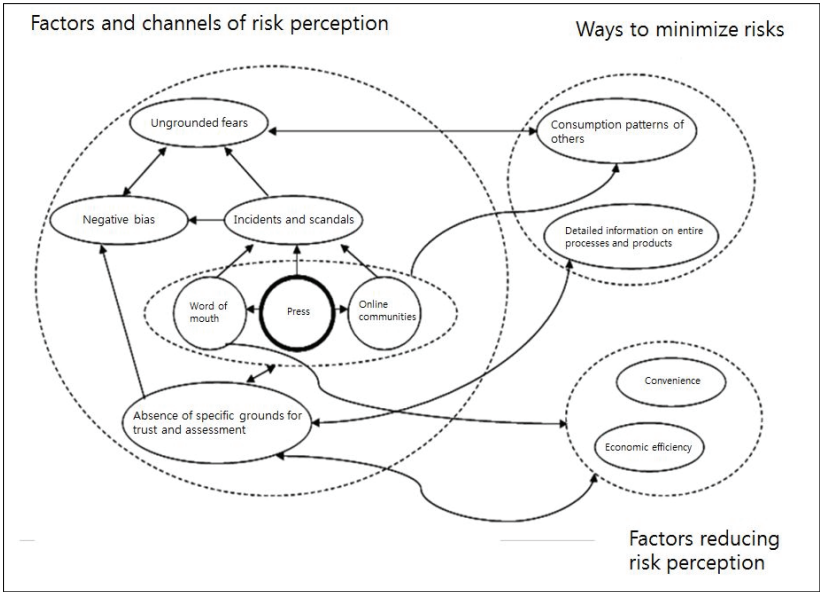 Factors and channels of risk perception
Ways to minimize risks
Ungrounded fears
Consumption patterns of
others
Negative bias
Incidents and scandals
Detailed information on entire
processes and products
Word of
mouth
Press
Online
communities
Convenience
Absence of specific grounds for
trust and assessment
Economic efficiency
Factors reducing
risk perception